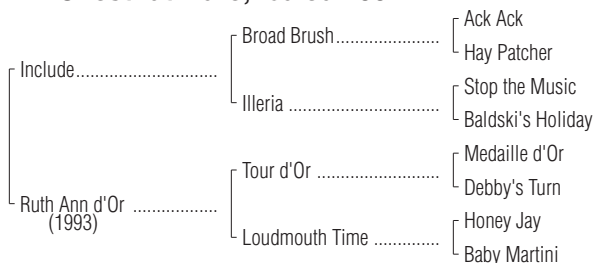 Ack Ack
Broad Brush
Hay Patcher
Include
Stop the Music
Illeria
Baldski's Holiday
Medaille d'Or
Tour d'Or
Debby's Turn
Ruth Ann d'Or
(1993)
Honey Jay
Loudmouth Time
Baby Martini